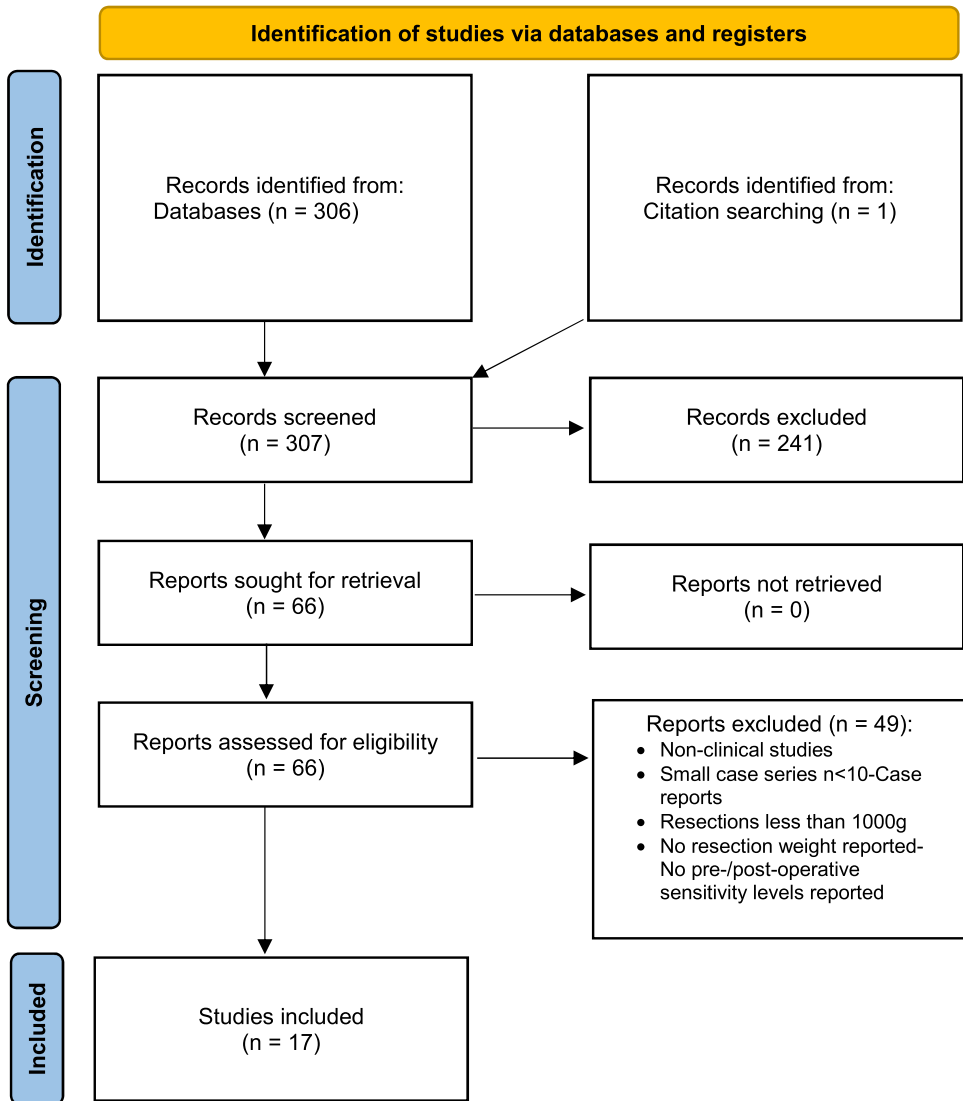 Identification of studies via databases and registers
Identification
Records identified from:
Databases (n = 306)
Records identified from:
Citation searching (n = 1)
Screening
Records screened
(n = 307)
Records excluded
(n = 241)
Reports sought for retrieval
(n = 66)
Reports not retrieved
(n = 0)
Reports assessed for eligibility
(n = 66)
Reports excluded (n = 49):
• Non-clinical studies
• Small case series n<10-Case
reports
• Resections less than 1000g
• No resection weight reported-
No pre-/post-operative
sensitivity levels reported
Included
Studies included
(n = 17)